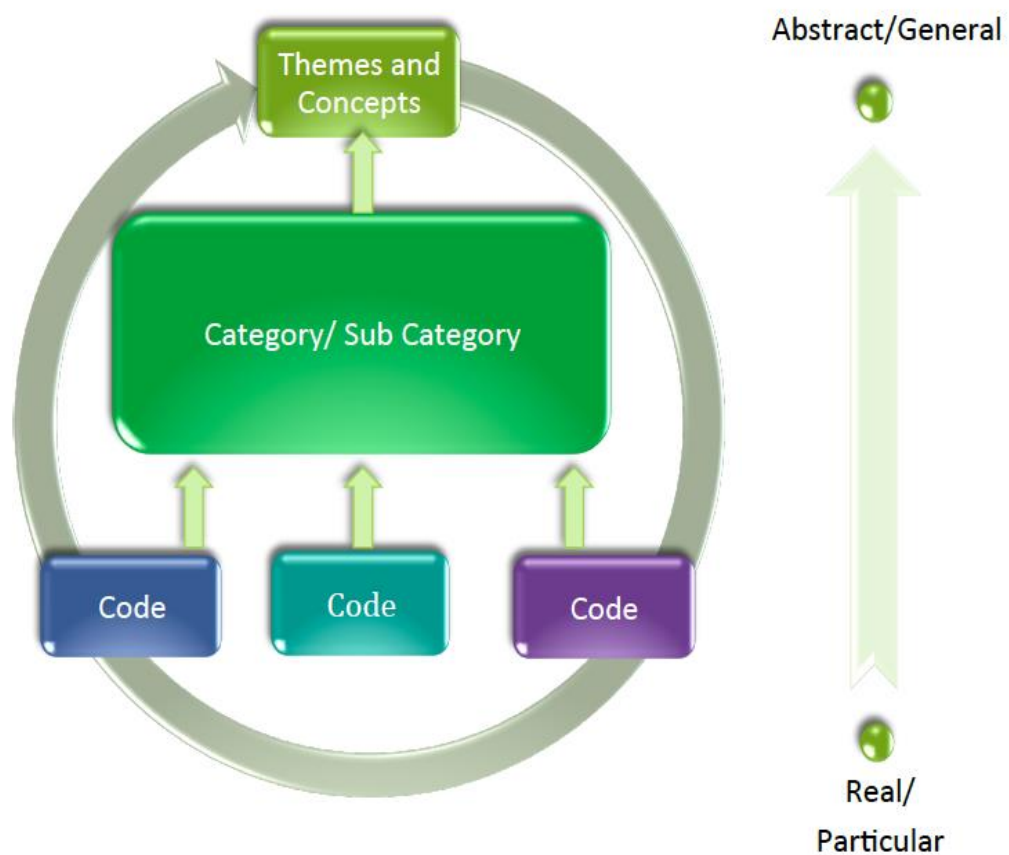 Abstract/General
Themes and
Concepts
Category/ Sub Category
Code
Code
Code
Real/
Particular